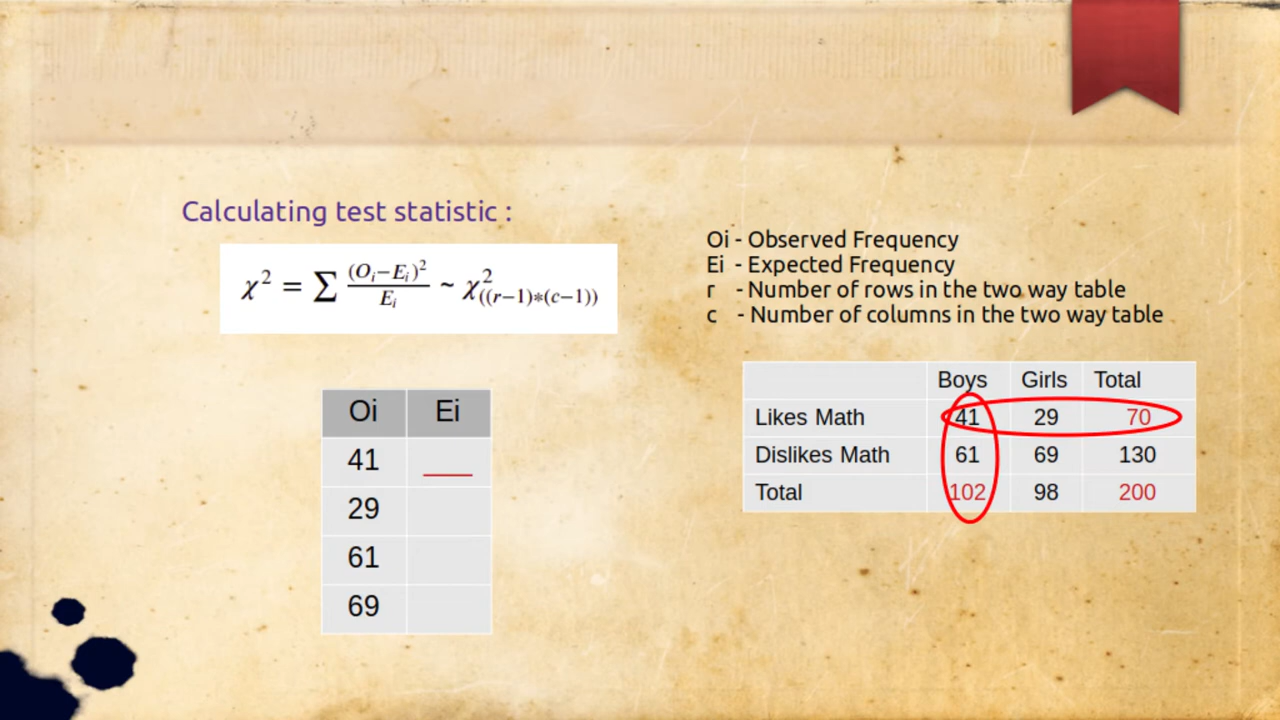 Calculating test statistic :
χ² = ∑ (Oᵢ−Eᵢ)² / Eᵢ ~ χ²₍₍r−1₎*₍c−1₎₎
Oi - Observed Frequency
Ei - Expected Frequency
r - Number of rows in the two way table
c - Number of columns in the two way table
Oi Ei
41 ___
29
61
69
Boys Girls Total
Likes Math 41 29 70
Dislikes Math 61 69 130
Total 102 98 200